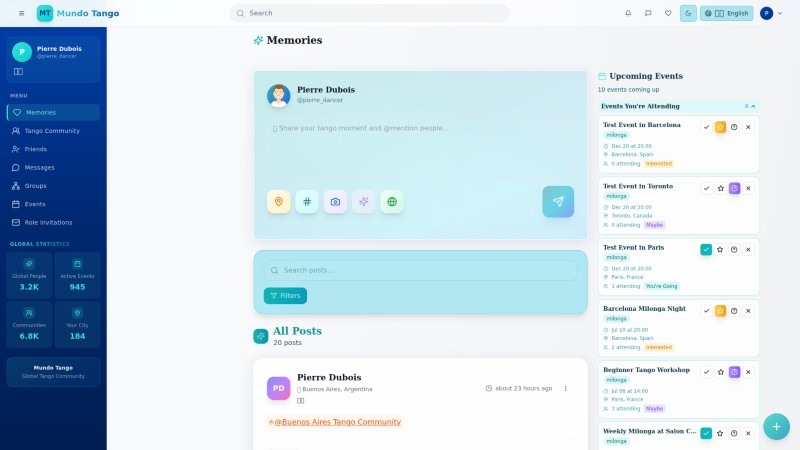 MT Mundo Tango
Search
English
P
P
Pierre Dubois
@pierre_dancer
MENU
Memories
Tango Community
Friends
Messages
Groups
Events
Role Invitations
GLOBAL STATISTICS
Global People
3.2K
Active Events
945
Communities
6.8K
Your City
184
Mundo Tango
Global Tango Community
Memories
Pierre Dubois
@pierre_dancer
Share your tango moment and @mention people...
Search posts...
Filters
All Posts
20 posts
PD
Pierre Dubois
Buenos Aires, Argentina
about 23 hours ago
@Buenos Aires Tango Community
Upcoming Events
10 events coming up
Events You're Attending
6
Test Event in Barcelona
milonga
Dec 20 at 20:00
Barcelona, Spain
0 attending Interested
Test Event in Toronto
milonga
Dec 20 at 20:00
Toronto, Canada
0 attending Maybe
Test Event in Paris
milonga
Dec 20 at 20:00
Paris, France
1 attending You're Going
Barcelona Milonga Night
milonga
Jul 10 at 20:00
Barcelona, Spain
2 attending Interested
Beginner Tango Workshop
milonga
Jul 06 at 14:00
Paris, France
3 attending Maybe
Weekly Milonga at Salon C...
milonga